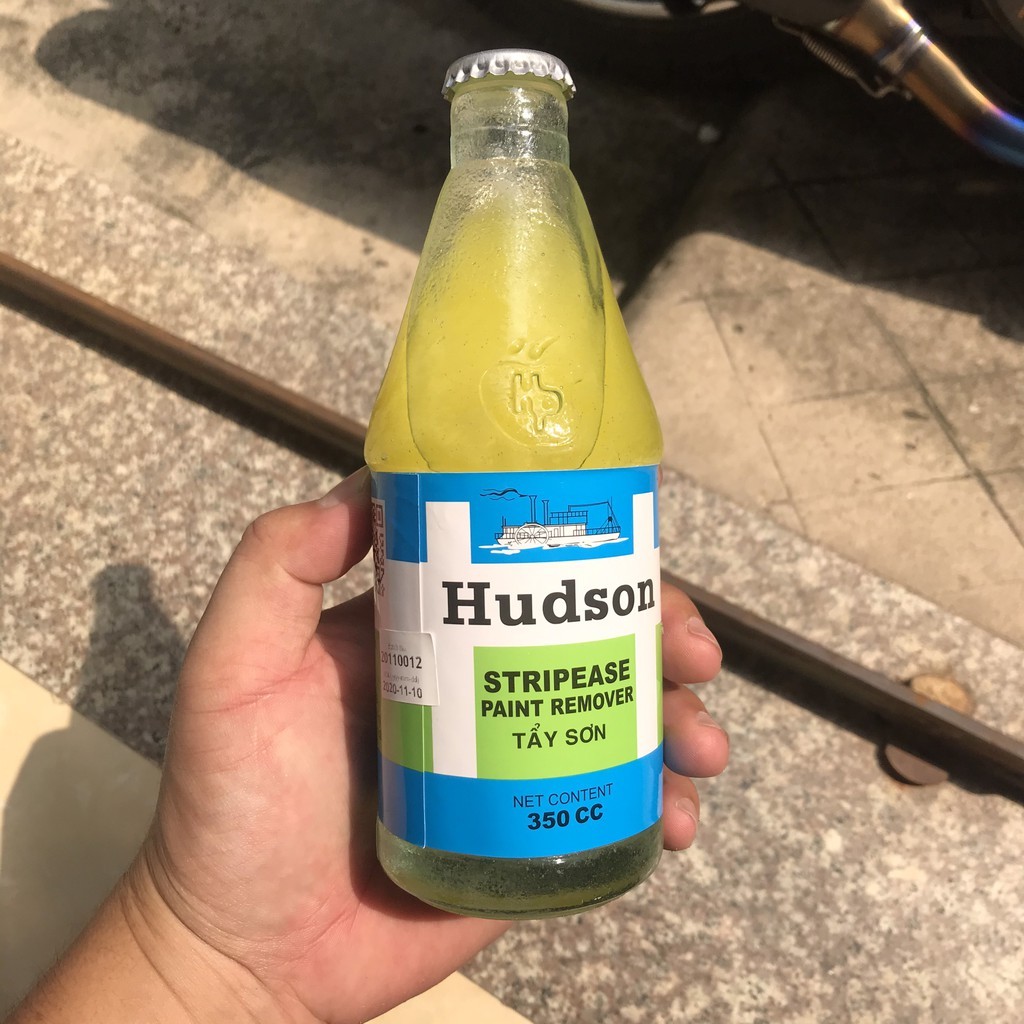 Hudson
STRIPEASE
PAINT REMOVER
TẨY SƠN
NET CONTENT
350 CC
20110012
2020-11-10